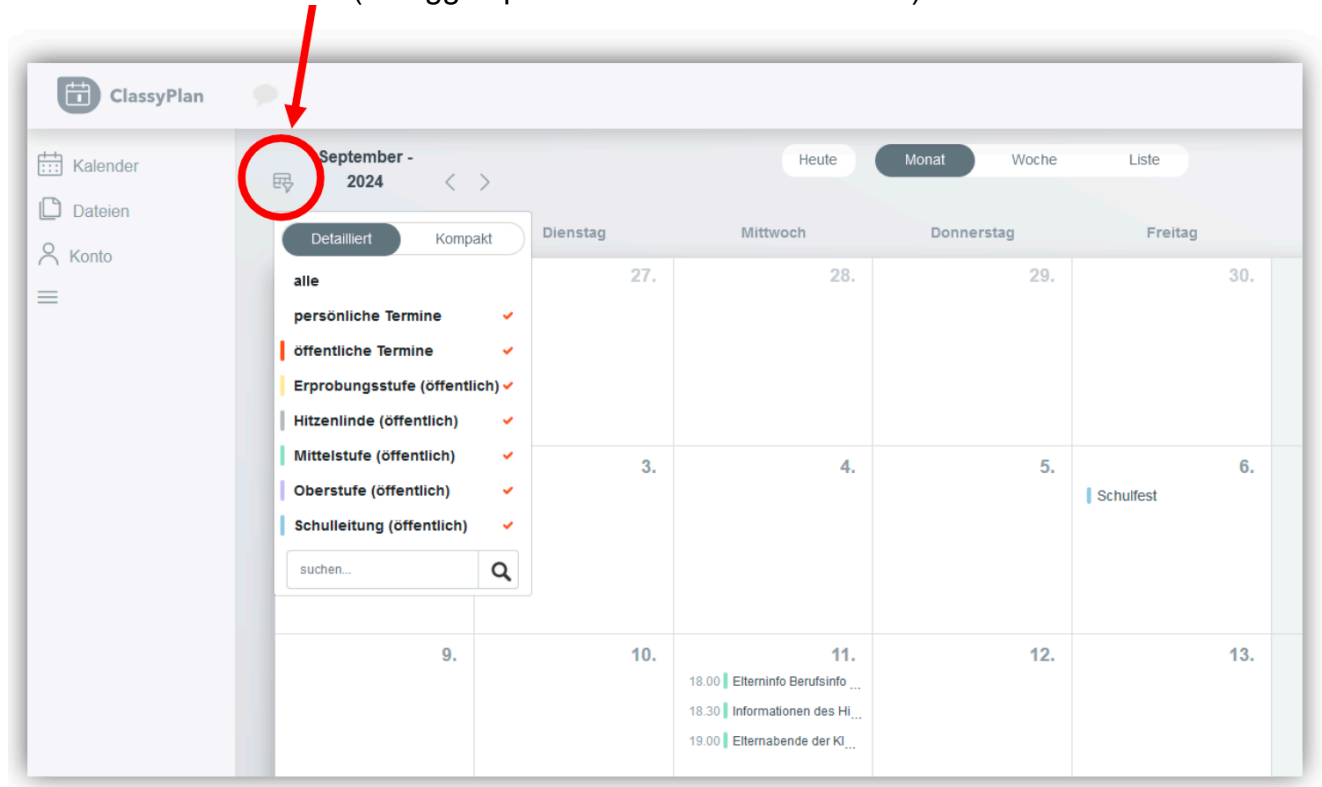 ClassyPlan
Kalender
Dateien
Konto
September -
2024
Heute
Monat
Woche
Liste
Detailliert
Kompakt
alle
persönliche Termine
öffentliche Termine
Erprobungsstufe (öffentlich)
Hitzenlinde (öffentlich)
Mittelstufe (öffentlich)
Oberstufe (öffentlich)
Schulleitung (öffentlich)
suchen...
Dienstag
Mittwoch
Donnerstag
Freitag
27.
28.
29.
30.
3.
4.
5.
6.
Schulfest
9.
10.
11.
18.00 Elterninfo Berufsinfo ...
18.30 Informationen des Hi...
19.00 Elternabende der Kl...
12.
13.